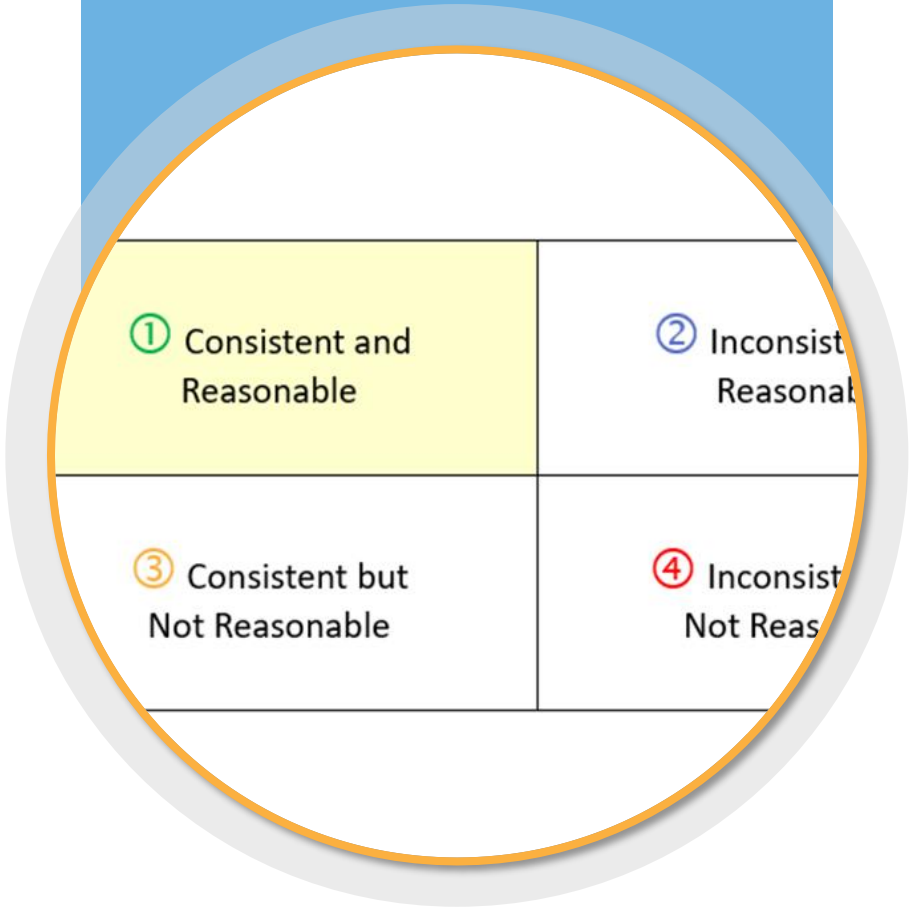 ① Consistent and
Reasonable
② Inconsist
Reasonab
③ Consistent but
Not Reasonable
④ Inconsist
Not Reas